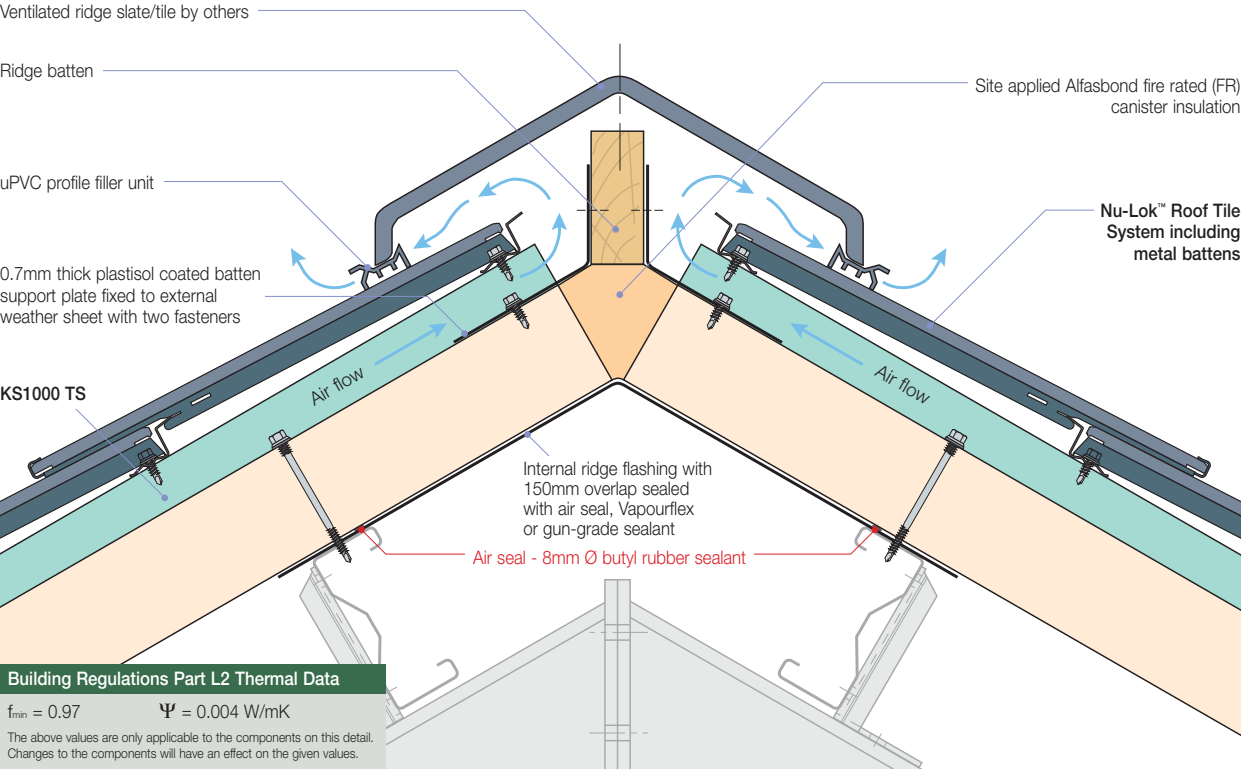 Ventilated ridge slate/tile by others
Ridge batten
uPVC profile filler unit
0.7mm thick plastisol coated batten
support plate fixed to external
weather sheet with two fasteners
KS1000 TS
Site applied Alfasbond fire rated (FR)
canister insulation
Nu-Lok™ Roof Tile
System including
metal battens
Air flow
Air flow
Internal ridge flashing with
150mm overlap sealed
with air seal, Vapourflex
or gun-grade sealant
Air seal - 8mm Ø butyl rubber sealant
Building Regulations Part L2 Thermal Data
fmin = 0.97 Ψ = 0.004 W/mK
The above values are only applicable to the components on this detail.
Changes to the components will have an effect on the given values.